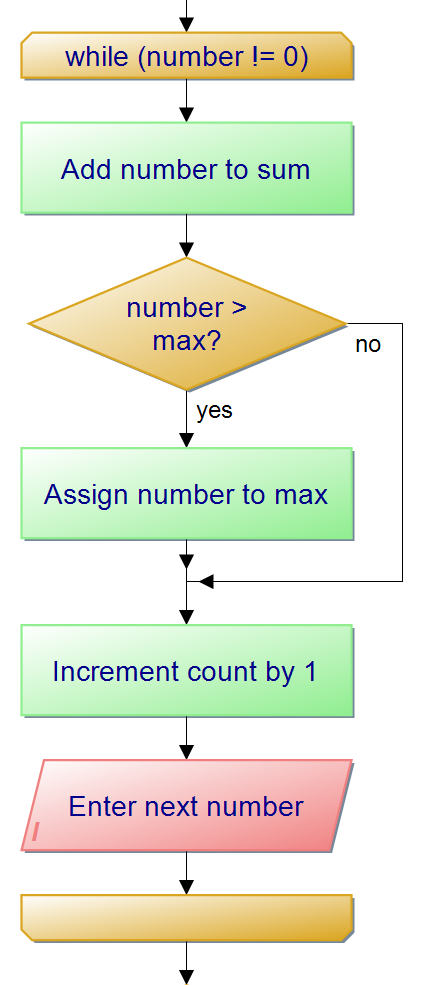 while (number != 0)
Add number to sum
number >
max?
no
yes
Assign number to max
Increment count by 1
Enter next number
I